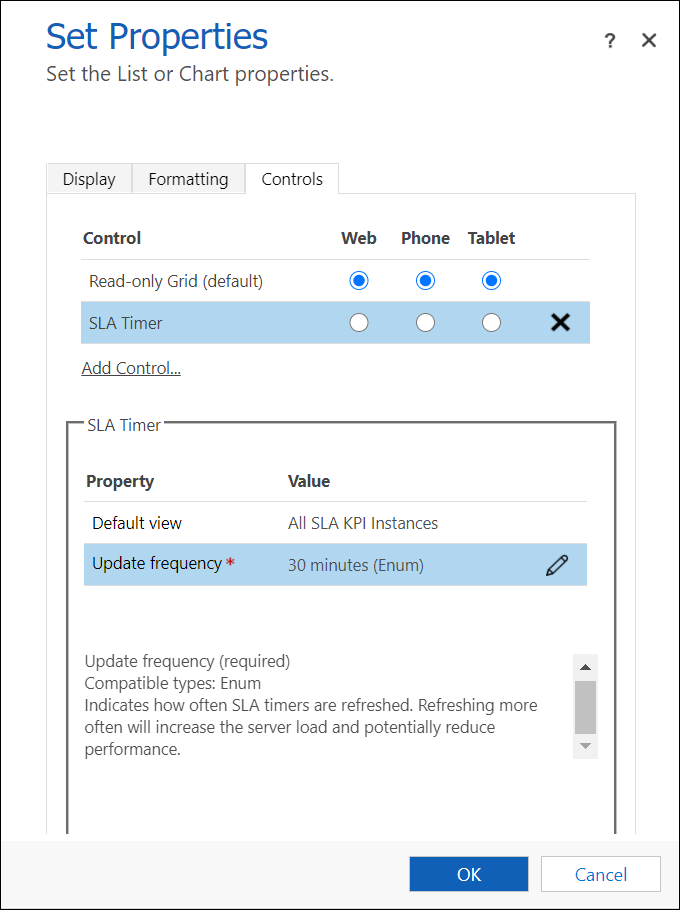 Set Properties
? ✕
Set the List or Chart properties.
Display Formatting Controls
Control Web Phone Tablet
Read-only Grid (default)
SLA Timer
Add Control...
SLA Timer
Property Value
Default view All SLA KPI Instances
Update frequency * 30 minutes (Enum)
Update frequency (required)
Compatible types: Enum
Indicates how often SLA timers are refreshed. Refreshing more
often will increase the server load and potentially reduce
performance.
OK Cancel